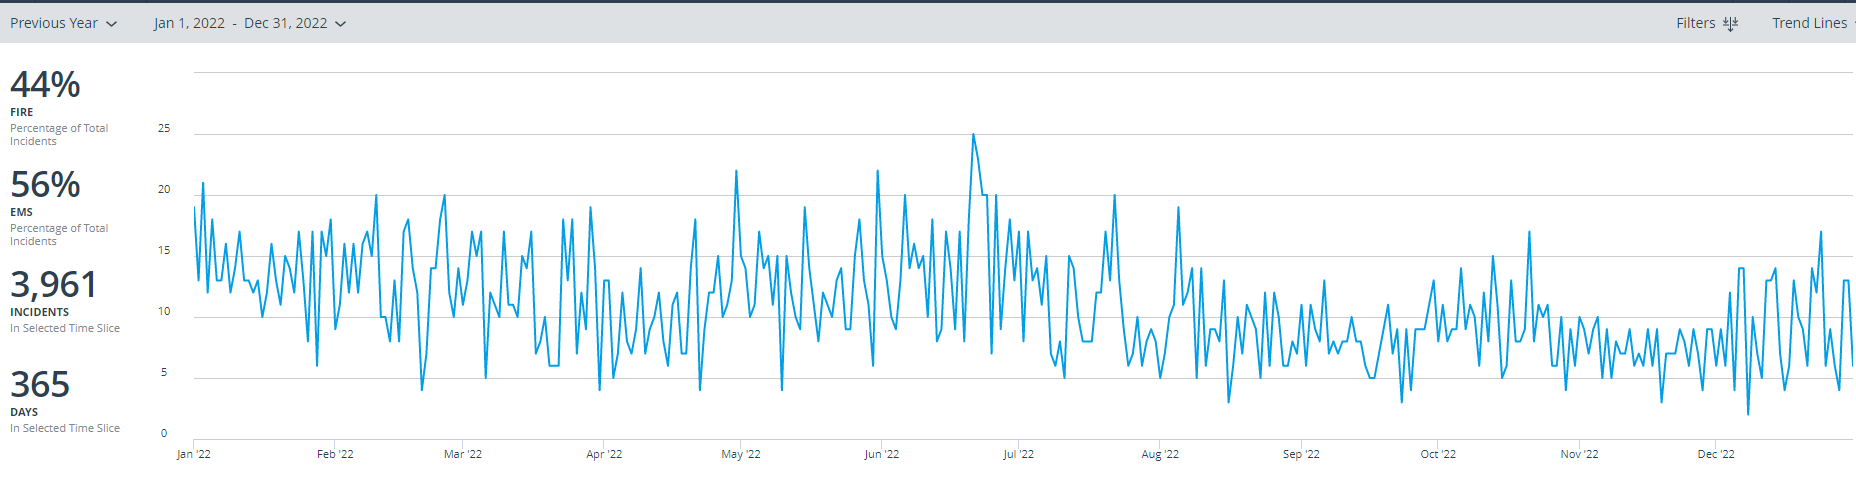 Previous Year
Jan 1, 2022 - Dec 31, 2022
Filters
Trend Lines
44%
FIRE
Percentage of Total
Incidents
56%
EMS
Percentage of Total
Incidents
3,961
INCIDENTS
In Selected Time Slice
365
DAYS
In Selected Time Slice
25
20
15
10
5
0
Jan '22
Feb '22
Mar '22
Apr '22
May '22
Jun '22
Jul '22
Aug '22
Sep '22
Oct '22
Nov '22
Dec '22